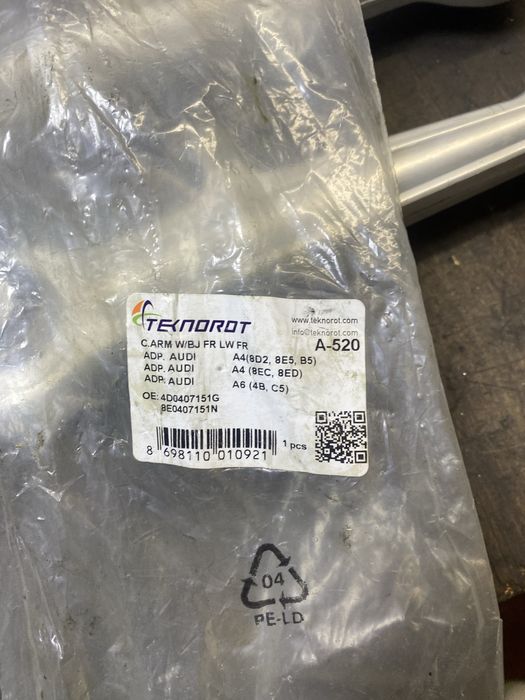 TEKNOROT
www.teknorot.com
info@teknorot.com
C.ARM W/BJ FR LW FR
A-520
ADP. AUDI A4(8D2, 8E5, B5)
ADP. AUDI A4 (8EC, 8ED)
ADP. AUDI A6 (4B, C5)
OE: 4D0407151G
8E0407151N
8 698110 010921
1 pcs
04
PE-LD